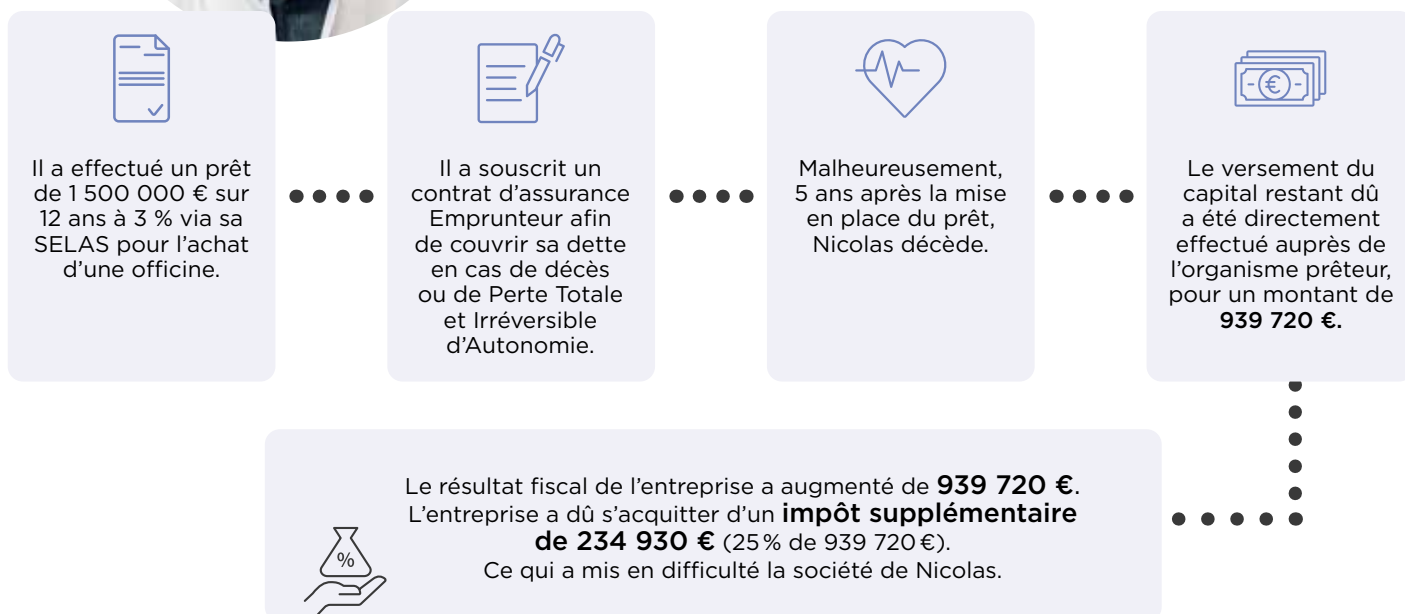 Il a effectué un prêt
de 1 500 000 € sur
12 ans à 3 % via sa
SELAS pour l'achat
d'une officine.
Il a souscrit un
contrat d'assurance
Emprunteur afin
de couvrir sa dette
en cas de décès
ou de Perte Totale
et Irréversible
d'Autonomie.
Malheureusement,
5 ans après la mise
en place du prêt,
Nicolas décède.
€
Le versement du
capital restant dû
a été directement
effectué auprès de
l'organisme prêteur,
pour un montant de
939 720 €.
Le résultat fiscal de l'entreprise a augmenté de 939 720 €.
L'entreprise a dû s'acquitter d'un impôt supplémentaire
de 234 930 € (25 % de 939 720 €).
Ce qui a mis en difficulté la société de Nicolas.
%